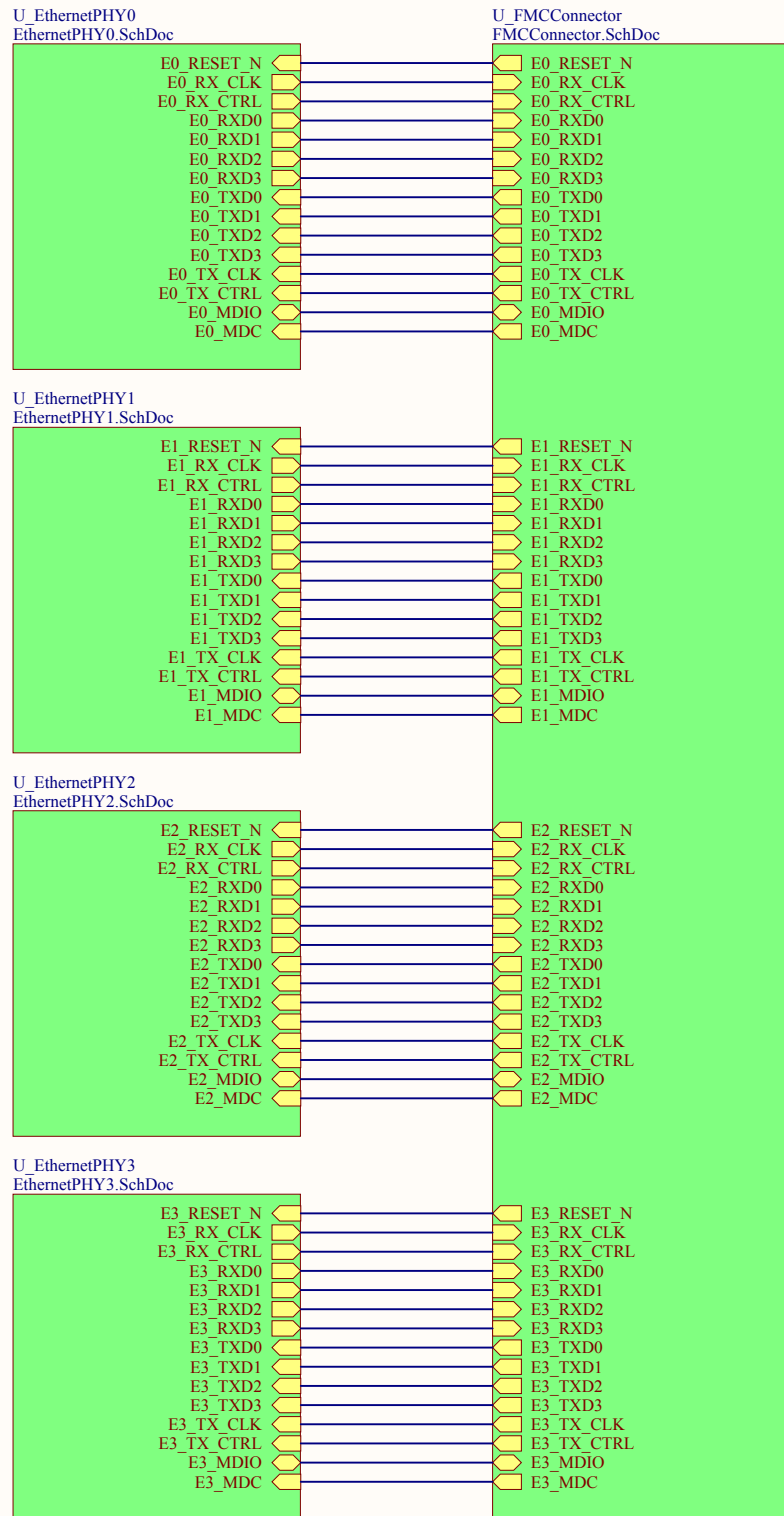 U_EthernetPHY0
EthernetPHY0.SchDoc
E0_RESET_N
E0_RX_CLK
E0_RX_CTRL
E0_RXD0
E0_RXD1
E0_RXD2
E0_RXD3
E0_TXD0
E0_TXD1
E0_TXD2
E0_TXD3
E0_TX_CLK
E0_TX_CTRL
E0_MDIO
E0_MDC
U_EthernetPHY1
EthernetPHY1.SchDoc
E1_RESET_N
E1_RX_CLK
E1_RX_CTRL
E1_RXD0
E1_RXD1
E1_RXD2
E1_RXD3
E1_TXD0
E1_TXD1
E1_TXD2
E1_TXD3
E1_TX_CLK
E1_TX_CTRL
E1_MDIO
E1_MDC
U_EthernetPHY2
EthernetPHY2.SchDoc
E2_RESET_N
E2_RX_CLK
E2_RX_CTRL
E2_RXD0
E2_RXD1
E2_RXD2
E2_RXD3
E2_TXD0
E2_TXD1
E2_TXD2
E2_TXD3
E2_TX_CLK
E2_TX_CTRL
E2_MDIO
E2_MDC
U_EthernetPHY3
EthernetPHY3.SchDoc
E3_RESET_N
E3_RX_CLK
E3_RX_CTRL
E3_RXD0
E3_RXD1
E3_RXD2
E3_RXD3
E3_TXD0
E3_TXD1
E3_TXD2
E3_TXD3
E3_TX_CLK
E3_TX_CTRL
E3_MDIO
E3_MDC
U_FMCConnector
FMCConnector.SchDoc
E0_RESET_N
E0_RX_CLK
E0_RX_CTRL
E0_RXD0
E0_RXD1
E0_RXD2
E0_RXD3
E0_TXD0
E0_TXD1
E0_TXD2
E0_TXD3
E0_TX_CLK
E0_TX_CTRL
E0_MDIO
E0_MDC
E1_RESET_N
E1_RX_CLK
E1_RX_CTRL
E1_RXD0
E1_RXD1
E1_RXD2
E1_RXD3
E1_TXD0
E1_TXD1
E1_TXD2
E1_TXD3
E1_TX_CLK
E1_TX_CTRL
E1_MDIO
E1_MDC
E2_RESET_N
E2_RX_CLK
E2_RX_CTRL
E2_RXD0
E2_RXD1
E2_RXD2
E2_RXD3
E2_TXD0
E2_TXD1
E2_TXD2
E2_TXD3
E2_TX_CLK
E2_TX_CTRL
E2_MDIO
E2_MDC
E3_RESET_N
E3_RX_CLK
E3_RX_CTRL
E3_RXD0
E3_RXD1
E3_RXD2
E3_RXD3
E3_TXD0
E3_TXD1
E3_TXD2
E3_TXD3
E3_TX_CLK
E3_TX_CTRL
E3_MDIO
E3_MDC